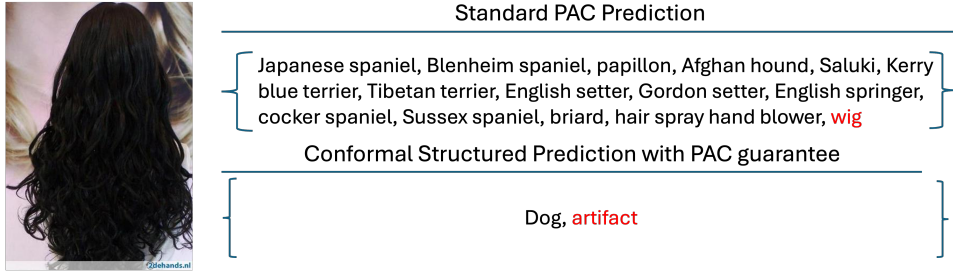 Standard PAC Prediction
Japanese spaniel, Blenheim spaniel, papillon, Afghan hound, Saluki, Kerry
blue terrier, Tibetan terrier, English setter, Gordon setter, English springer,
cocker spaniel, Sussex spaniel, briard, hair spray hand blower, wig
Conformal Structured Prediction with PAC guarantee
Dog, artifact
2dehands.nl